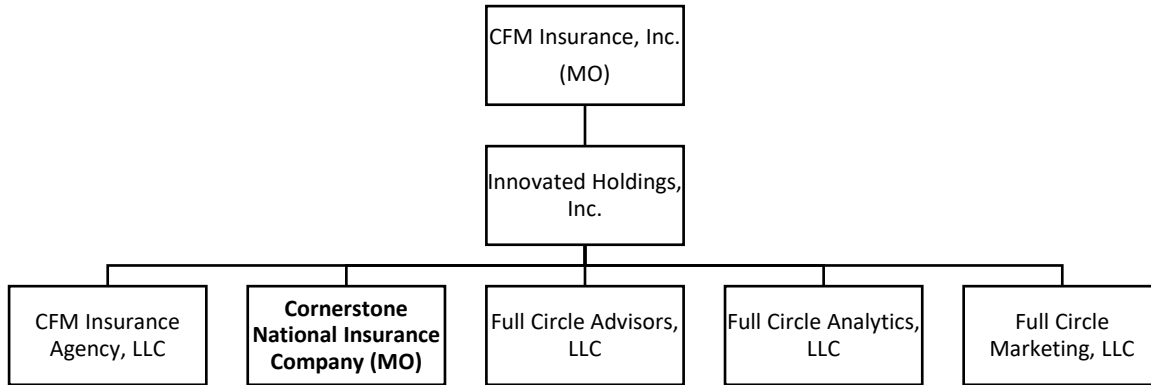 CFM Insurance, Inc.
(MO)
Innovated Holdings,
Inc.
CFM Insurance
Agency, LLC
Cornerstone
National Insurance
Company (MO)
Full Circle Advisors,
LLC
Full Circle Analytics,
LLC
Full Circle
Marketing, LLC